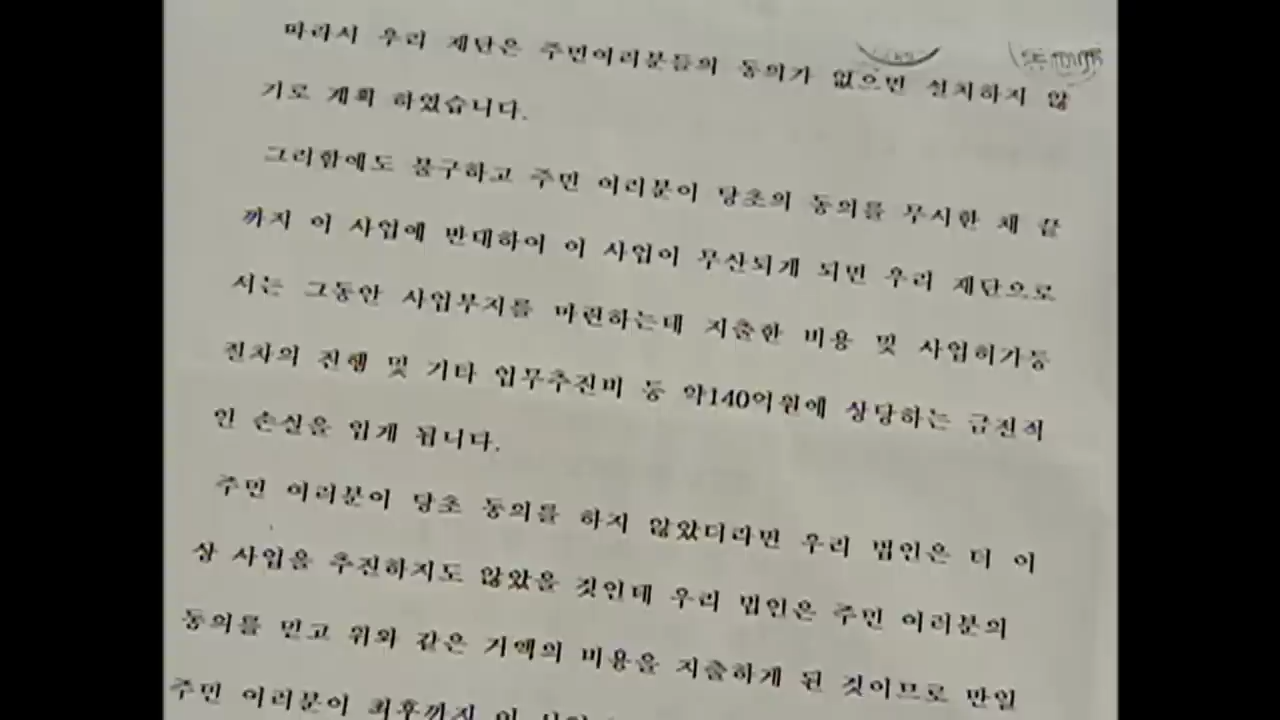 따라서 우리 재단은 주민여러분들의 동의가 없으면 설치하지 않
기로 계획 하였습니다.
그러함에도 불구하고 주민 여러분이 당초의 동의를 무시한 채 끝
까지 이 사업에 반대하여 이 사업이 무산되게 되면 우리 재단으로
서는 그동안 사업부지를 마련하는데 지출한 비용 및 사업허가등
절차의 진행 및 기타 업무추진비 등 약140억원에 상당하는 금전적
인 손실을 입게 됩니다.
주민 여러분이 당초 동의를 하지 않았더라면 우리 법인은 더 이
상 사업을 추진하지도 않았을 것인데 우리 법인은 주민 여러분의
동의를 믿고 위와 같은 거액의 비용을 지출하게 된 것이므로 만일
주민 여러분이 최후까지 이